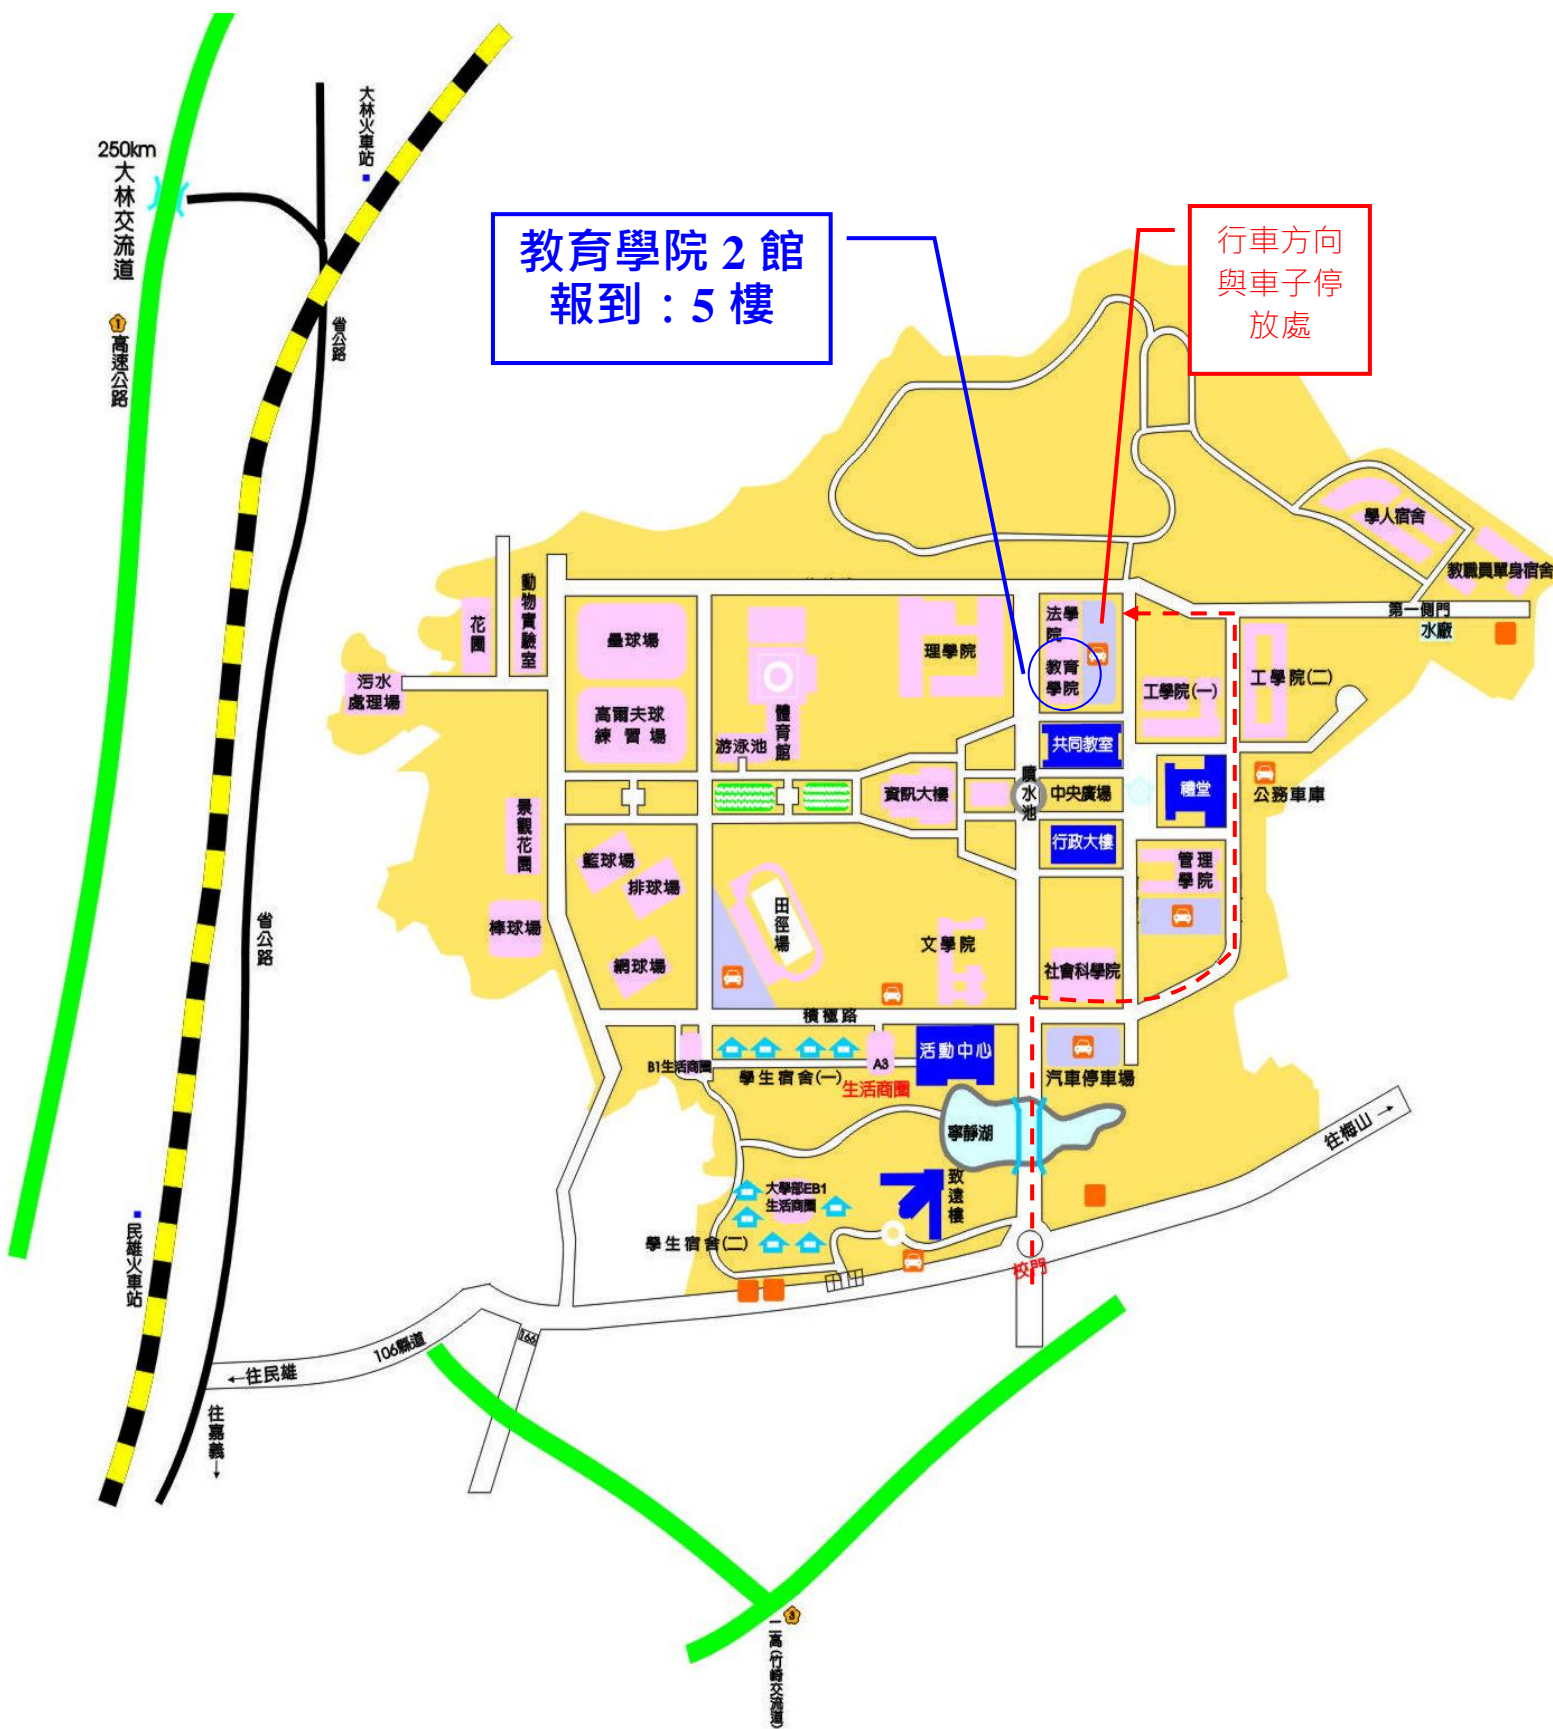 大林火車站
250km
大林交流道
1
高速公路
省公路
教育學院 2 館
報到：5 樓
行車方向
與車子停
放處
學人宿舍
教職員單身宿舍
第一側門
水廠
花園
動物實驗室
壘球場
理學院
法學
院
教育
學院
工學院(一)
工學院(二)
污水
處理場
高爾夫球
練習場
體育館
游泳池
共同教室
資訊大樓
廣水池
中央廣場
禮堂
公務車庫
景觀花園
籃球場
排球場
行政大樓
管理
學院
棒球場
網球場
田徑場
文學院
社會科學院
省公路
積穡路
B1生活商圈
學生宿舍(一)
A3
生活商圈
活動中心
汽車停車場
寧靜湖
往梅山→
大學部EB1
生活商圈
致遠樓
學生宿舍(二)
校門
民雄火車站
106縣道
166
←往民雄
往嘉義→
3
二高(竹崎交流道)